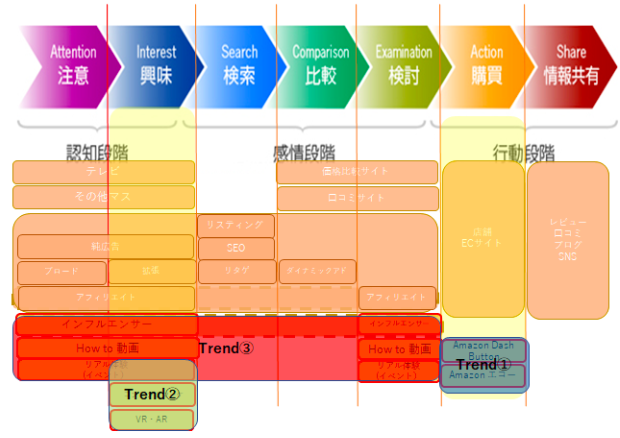 Attention
注意
Interest
興味
Search
検索
Comparison
比較
Examination
検討
Action
購買
Share
情報共有
認知段階
感情段階
行動段階
テレビ
価格比較サイト
その他マス
口コミサイト
リスティング
純広告
SEO
ブロード
拡張
リタゲ
ダイナミックアド
アフィリエイト
アフィリエイト
店舗
ECサイト
レビュー
口コミ
ブログ
SNS
インフルエンサー
インフルエンサー
How to 動画
Trend③
How to 動画
リアル体験
(イベント)
リアル体験
(イベント)
Amazon Dash
Button
Trend①
Amazon エコー
Trend②
VR・AR